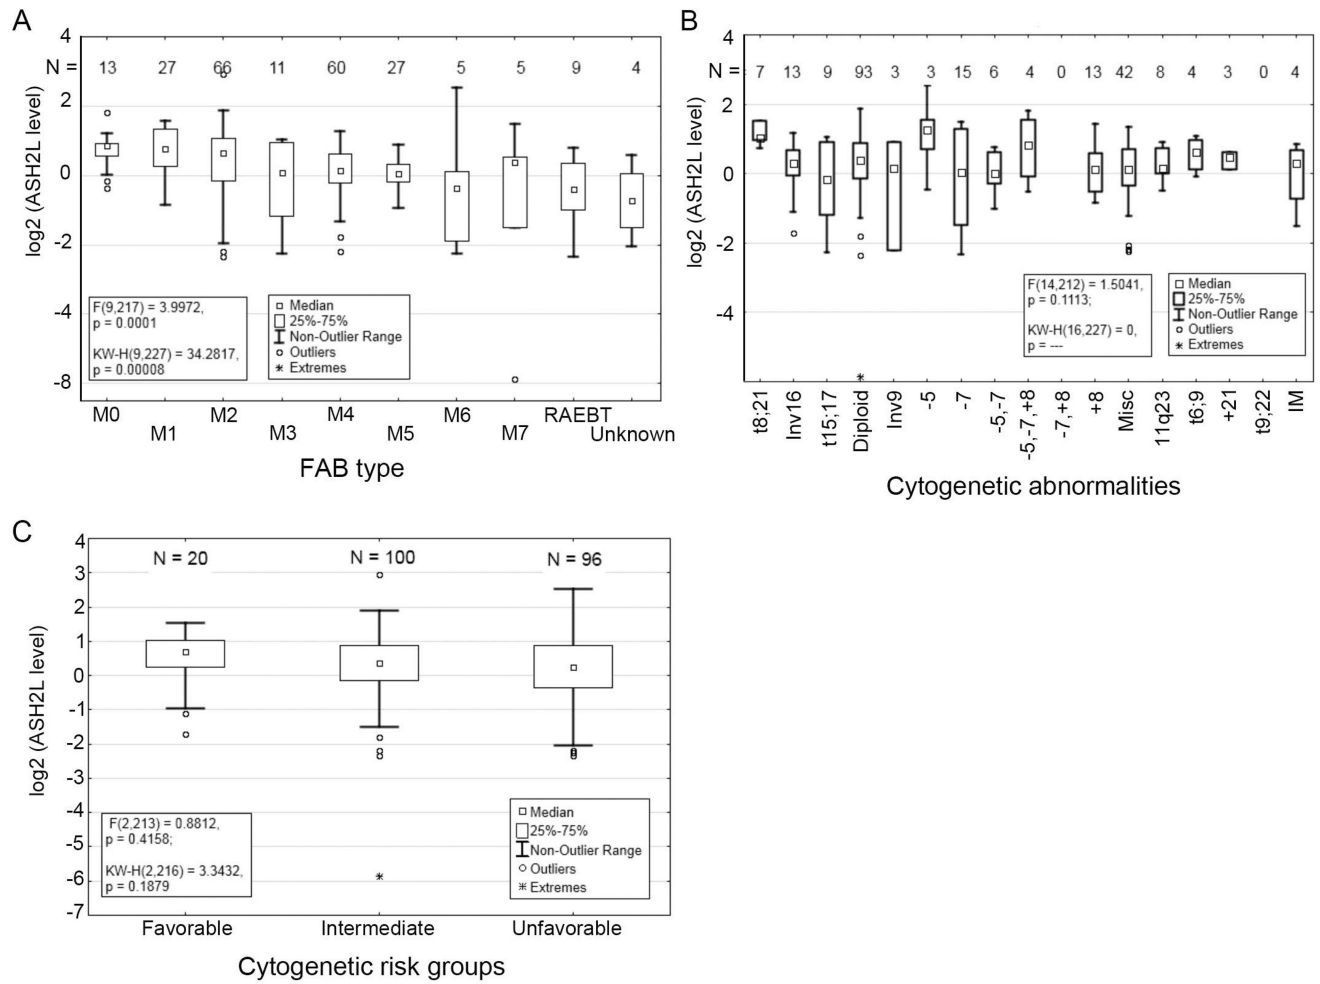 A
4
N = 13 27 66 11 60 27 5 5 9 4
2
0
-2
-4
-8
log2 (ASH2L level)
F(9,217) = 3.9972,
p = 0.0001
KW-H(9,227) = 34.2817,
p = 0.00008
Median
25%-75%
Non-Outlier Range
Outliers
Extremes
M0 M1 M2 M3 M4 M5 M6 M7 RAEBT Unknown
FAB type
B
4
N = 7 13 9 93 3 3 15 6 4 0 13 42 8 4 3 0 4
2
0
-2
-4
log2 (ASH2L level)
F(14,212) = 1.5041,
p = 0.1113;
KW-H(16,227) = 0,
p = ---
Median
25%-75%
Non-Outlier Range
Outliers
Extremes
t8;21 Inv16 t15;17 Diploid Inv9 -5 -7 -5,-7 -5,-7,+8 -7,+8 +8 Misc 11q23 t6;9 +21 t9;22 IM
Cytogenetic abnormalities
C
4
N = 20 N = 100 N = 96
3
2
1
0
-1
-2
-3
-4
-5
-6
-7
log2 (ASH2L level)
F(2,213) = 0.8812,
p = 0.4158;
KW-H(2,216) = 3.3432,
p = 0.1879
Median
25%-75%
Non-Outlier Range
Outliers
Extremes
Favorable Intermediate Unfavorable
Cytogenetic risk groups